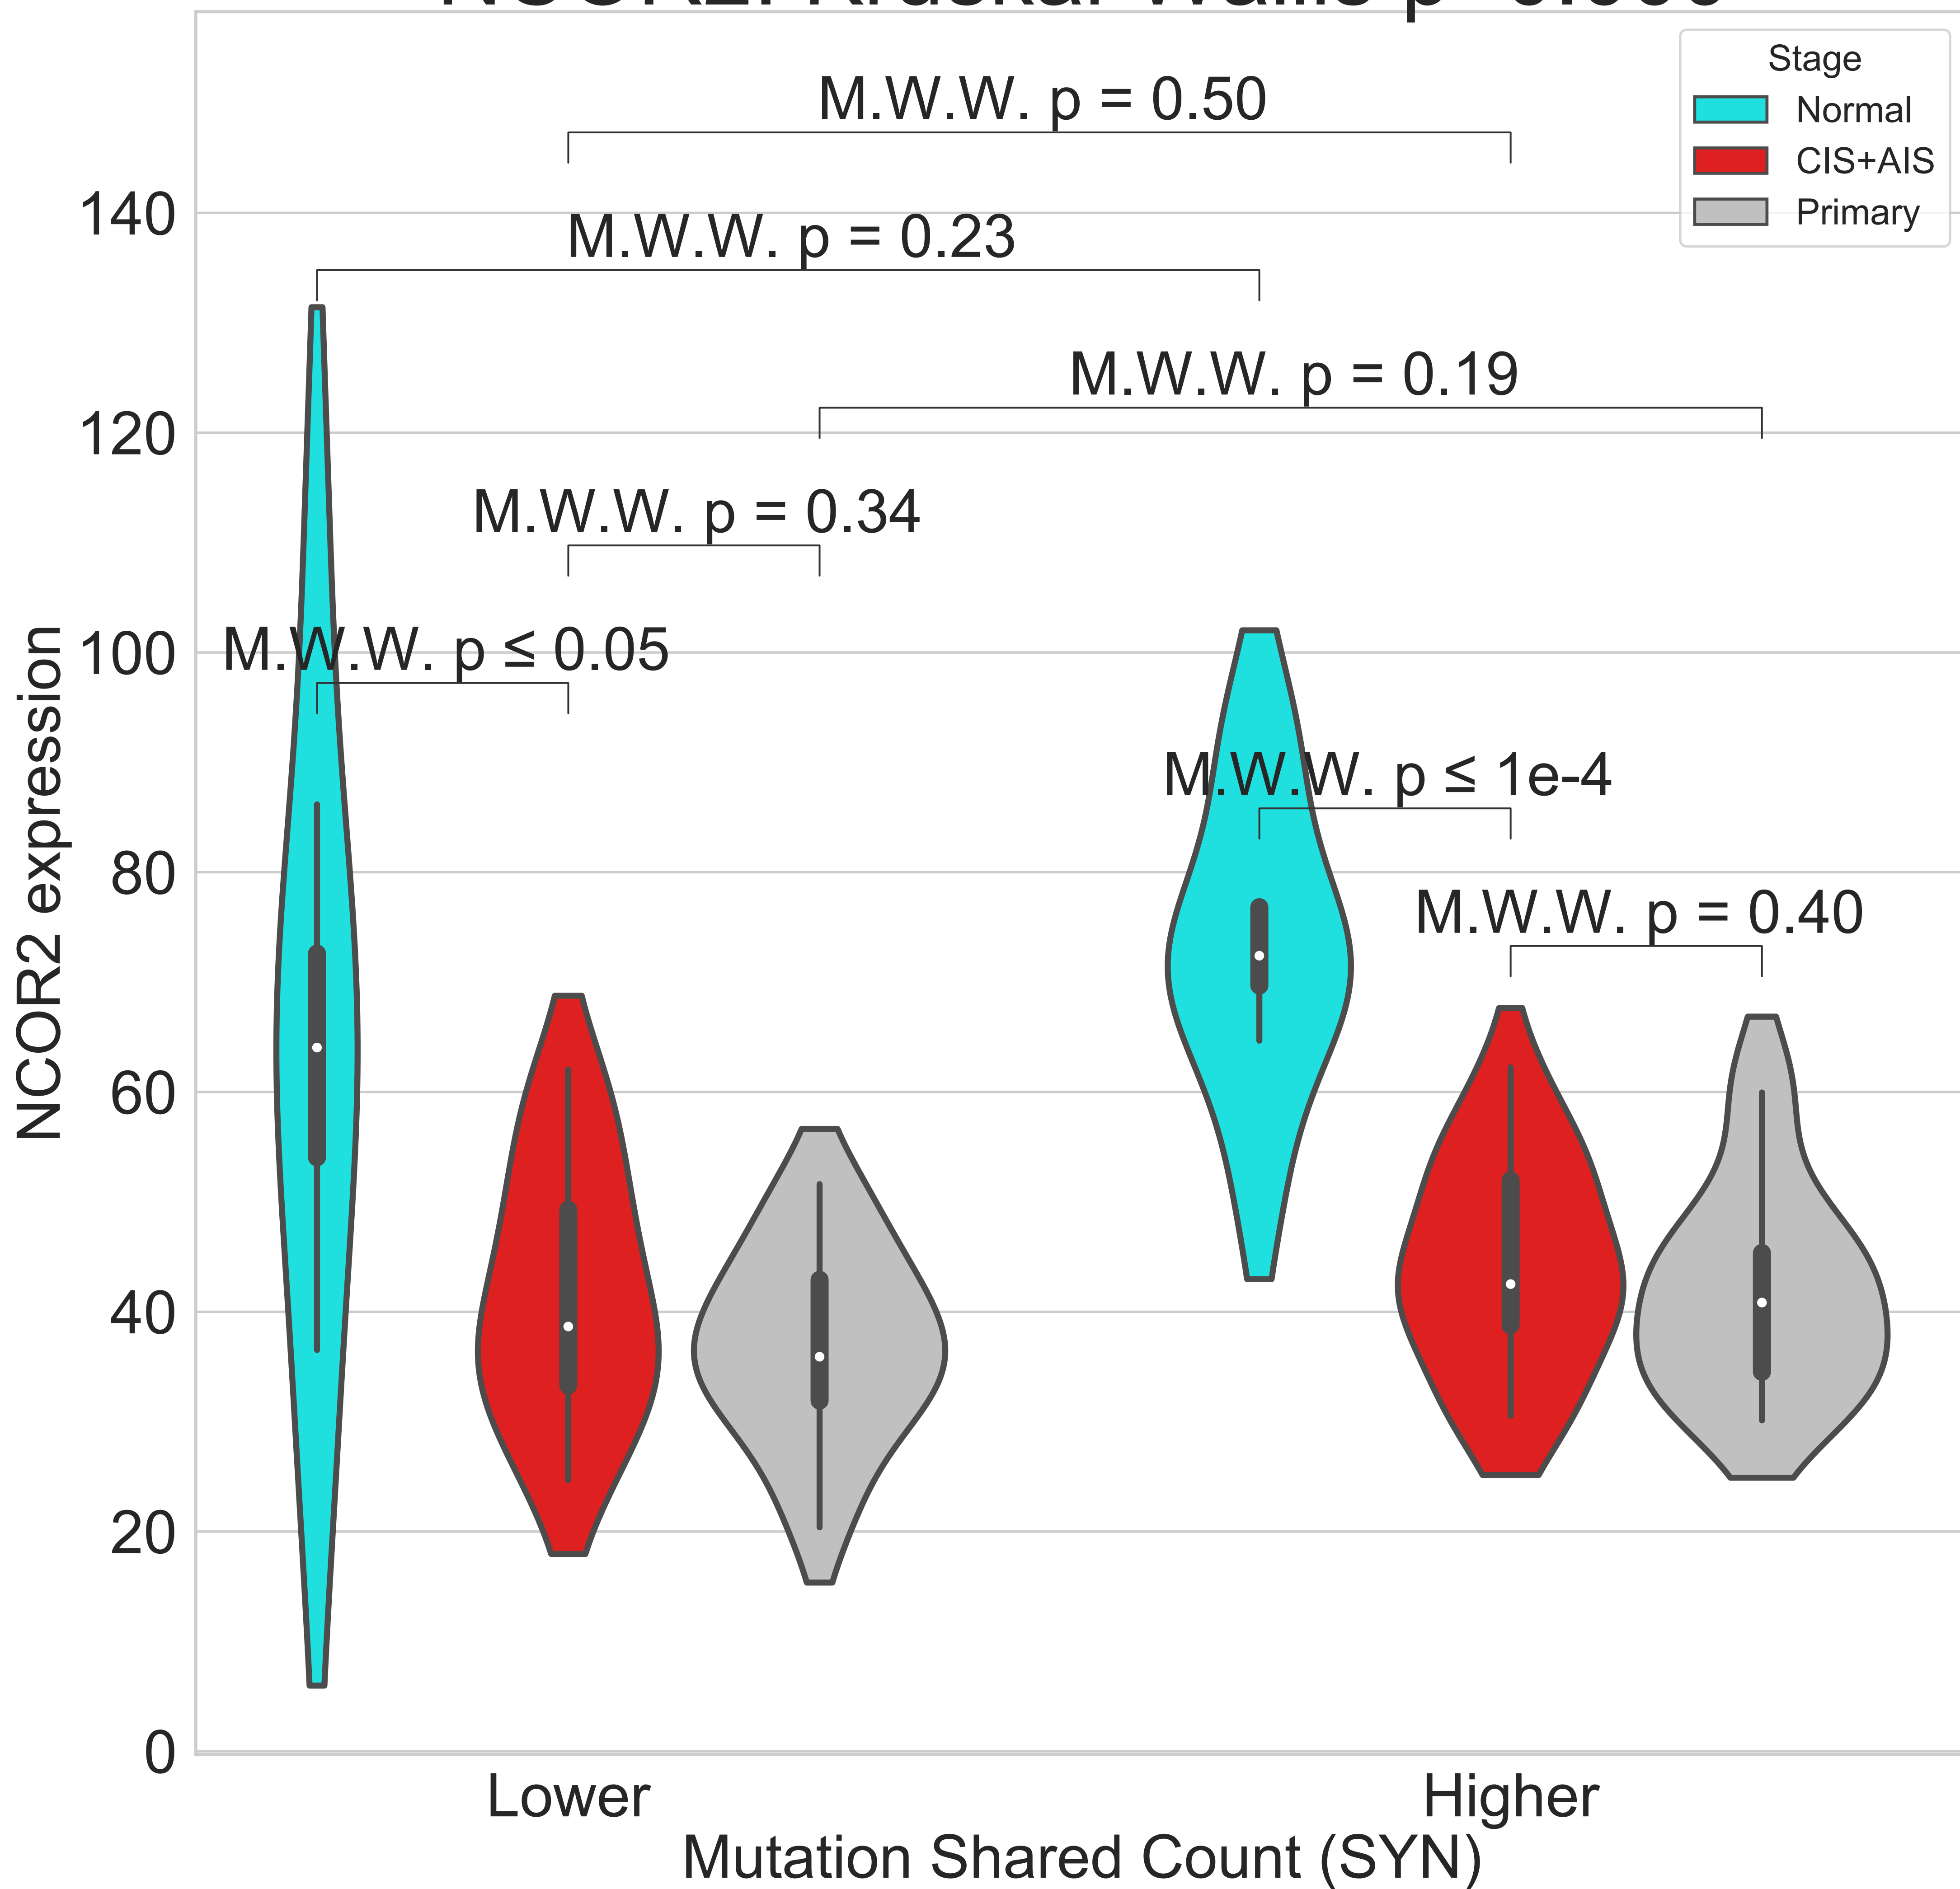 Stage
Normal
CIS+AIS
Primary
M.W.W. p = 0.50
M.W.W. p = 0.23
M.W.W. p = 0.19
M.W.W. p = 0.34
M.W.W. p ≤ 0.05
M.W.W. p ≤ 1e-4
M.W.W. p = 0.40
140
120
100
80
60
40
20
0
NCOR2 expression
Lower
Higher
Mutation Shared Count (SYN)